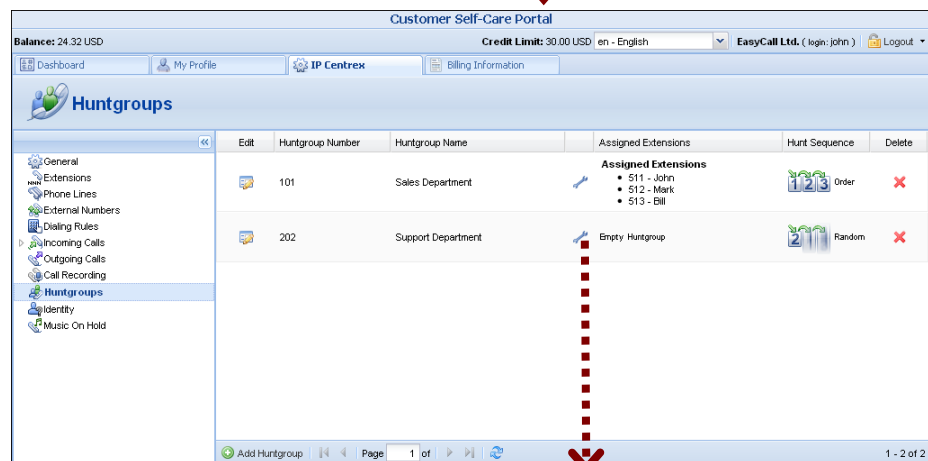 Customer Self-Care Portal
Balance: 24.32 USD Credit Limit: 30.00 USD en - English EasyCall Ltd. ( login: john ) Logout
Dashboard My Profile IP Centrex Billing Information
Huntgroups
Edit Huntgroup Number Huntgroup Name Assigned Extensions Hunt Sequence Delete
General
Extensions
Phone Lines
External Numbers
Dialing Rules
Incoming Calls
Outgoing Calls
Call Recording
Huntgroups
Identity
Music On Hold
Assigned Extensions
101 Sales Department • 511 - John 1 2 3 Order
• 512 - Mark
• 513 - Bill
202 Support Department Empty Huntgroup 2 Random
Add Huntgroup Page 1 of 1 - 2 of 2